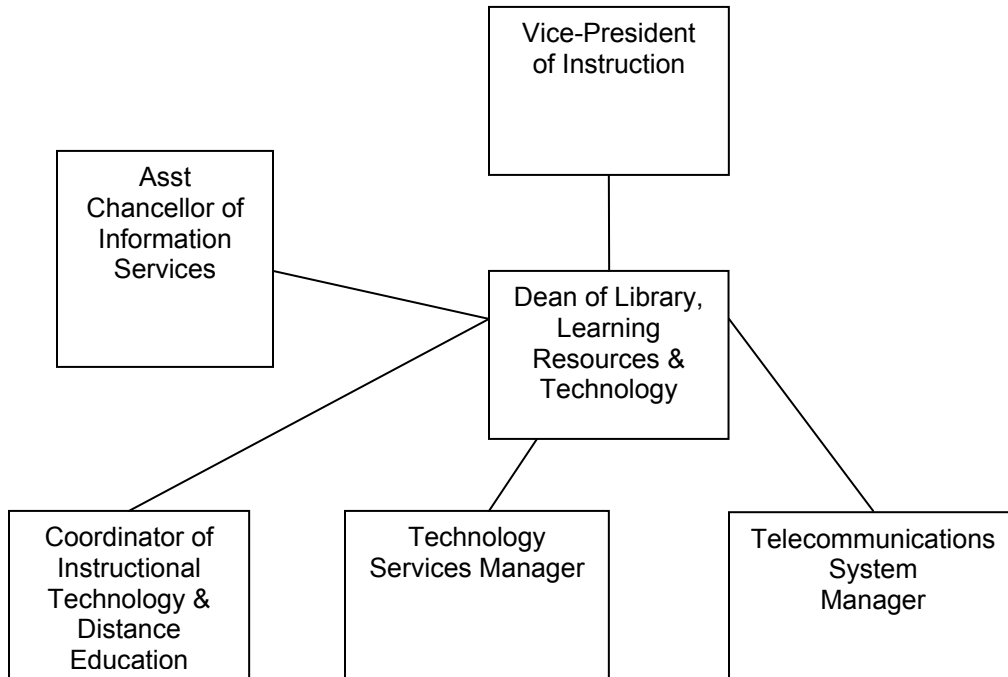 Vice-President
of Instruction
Asst
Chancellor of
Information
Services
Dean of Library,
Learning
Resources &
Technology
Coordinator of
Instructional
Technology &
Distance
Education
Technology
Services Manager
Telecommunications
System
Manager